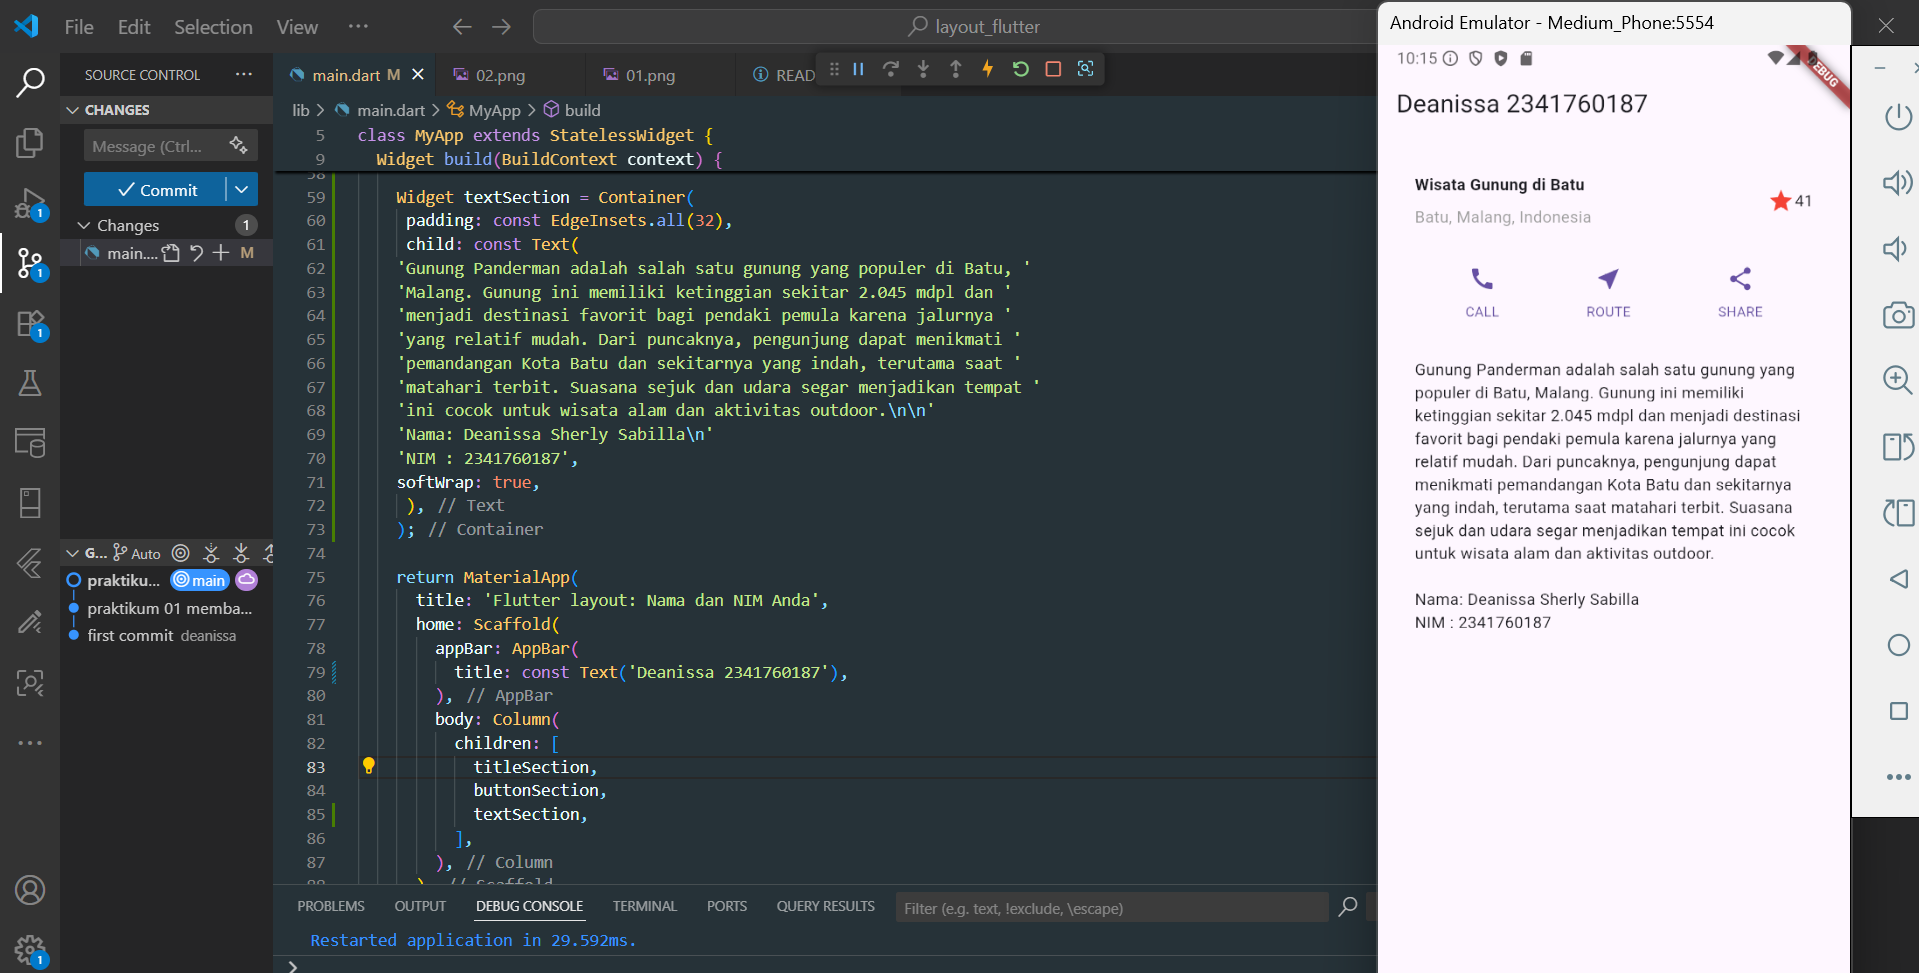 File Edit Selection View ···
layout_flutter
SOURCE CONTROL ···
CHANGES
Message (Ctrl...
Commit
Changes 1
main.... M
G... Auto
praktiku... main
praktikum 01 memba...
first commit deanissa
1
1
1
1
main.dart M
02.png
01.png
READ
lib > main.dart > MyApp > build
5 class MyApp extends StatelessWidget {
9 Widget build(BuildContext context) {
58
59 Widget textSection = Container(
60 padding: const EdgeInsets.all(32),
61 child: const Text(
62 'Gunung Panderman adalah salah satu gunung yang populer di Batu, '
63 'Malang. Gunung ini memiliki ketinggian sekitar 2.045 mdpl dan '
64 'menjadi destinasi favorit bagi pendaki pemula karena jalurnya '
65 'yang relatif mudah. Dari puncaknya, pengunjung dapat menikmati '
66 'pemandangan Kota Batu dan sekitarnya yang indah, terutama saat '
67 'matahari terbit. Suasana sejuk dan udara segar menjadikan tempat '
68 'ini cocok untuk wisata alam dan aktivitas outdoor.\n\n'
69 'Nama: Deanissa Sherly Sabilla\n'
70 'NIM : 2341760187',
71 softWrap: true,
72 ), // Text
73 ); // Container
74
75 return MaterialApp(
76 title: 'Flutter layout: Nama dan NIM Anda',
77 home: Scaffold(
78 appBar: AppBar(
79 title: const Text('Deanissa 2341760187'),
80 ), // AppBar
81 body: Column(
82 children: [
83 titleSection,
84 buttonSection,
85 textSection,
86 ],
87 ), // Column
88 ), // Scaffold
PROBLEMS OUTPUT DEBUG CONSOLE TERMINAL PORTS QUERY RESULTS
Filter (e.g. text, !exclude, \escape)
Restarted application in 29.592ms.
>
Android Emulator - Medium_Phone:5554
10:15
DEBUG
Deanissa 2341760187
Wisata Gunung di Batu
Batu, Malang, Indonesia
41
CALL ROUTE SHARE
Gunung Panderman adalah salah satu gunung yang
populer di Batu, Malang. Gunung ini memiliki
ketinggian sekitar 2.045 mdpl dan menjadi destinasi
favorit bagi pendaki pemula karena jalurnya yang
relatif mudah. Dari puncaknya, pengunjung dapat
menikmati pemandangan Kota Batu dan sekitarnya
yang indah, terutama saat matahari terbit. Suasana
sejuk dan udara segar menjadikan tempat ini cocok
untuk wisata alam dan aktivitas outdoor.
Nama: Deanissa Sherly Sabilla
NIM : 2341760187